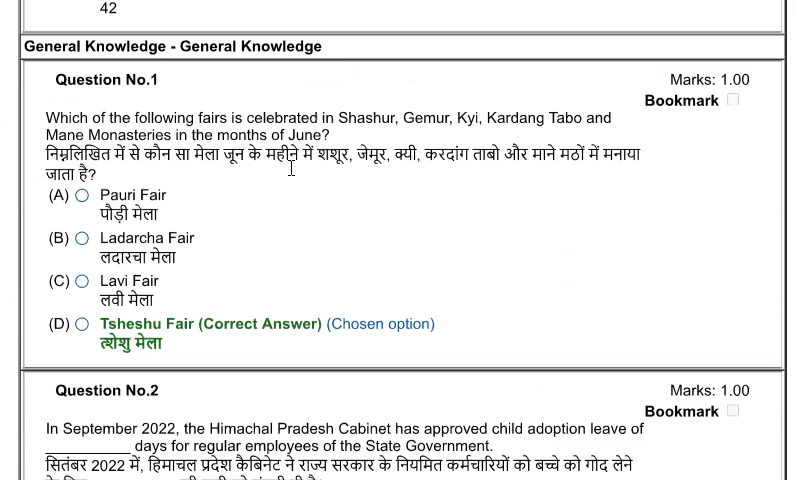 42
General Knowledge - General Knowledge
Question No.1 Marks: 1.00
Bookmark
Which of the following fairs is celebrated in Shashur, Gemur, Kyi, Kardang Tabo and
Mane Monasteries in the months of June?
निम्नलिखित में से कौन सा मेला जून के महीने में शशूर, जेमूर, क्यी, करदांग ताबो और माने मठों में मनाया
जाता है?
(A) Pauri Fair
पौड़ी मेला
(B) Ladarcha Fair
लदारचा मेला
(C) Lavi Fair
लवी मेला
(D) Tsheshu Fair (Correct Answer) (Chosen option)
त्शेशु मेला
Question No.2 Marks: 1.00
Bookmark
In September 2022, the Himachal Pradesh Cabinet has approved child adoption leave of
__________ days for regular employees of the State Government.
सितंबर 2022 में, हिमाचल प्रदेश कैबिनेट ने राज्य सरकार के नियमित कर्मचारियों को बच्चे को गोद लेने